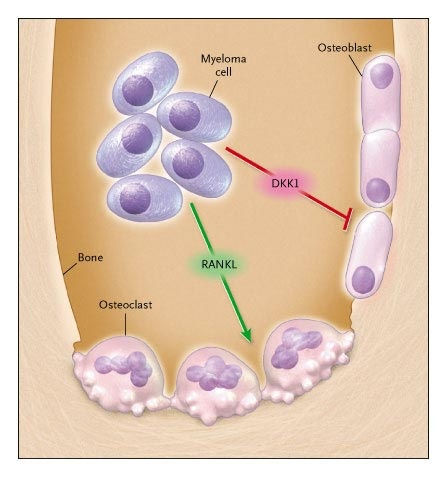 Osteoblast
Myeloma
cell
DKK1
RANKL
Bone
Osteoclast